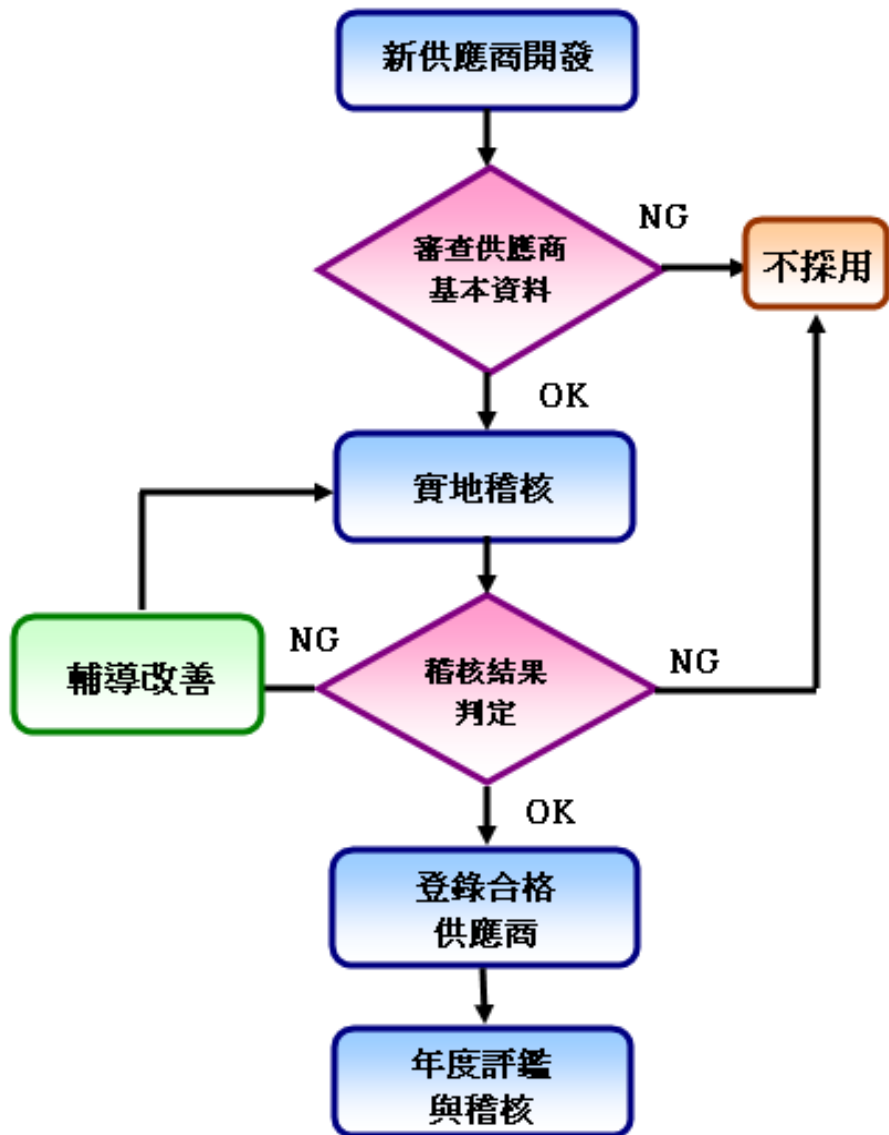 新供應商開發
審查供應商
基本資料
NG
不採用
OK
實地稽核
NG
輔導改善
稽核結果
判定
NG
OK
登錄合格
供應商
年度評鑑
與稽核